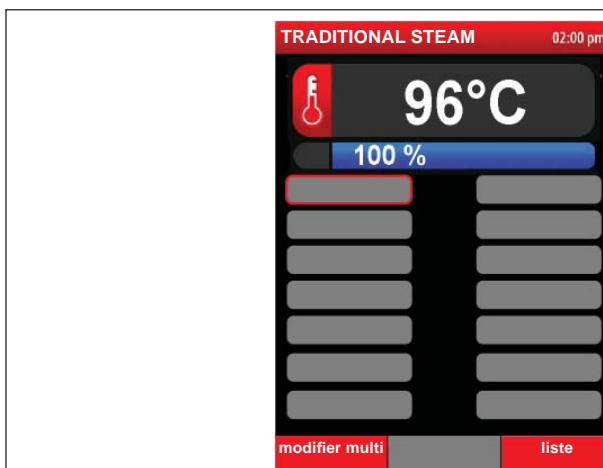 TRADITIONAL STEAM 02:00 pm
96°C
100 %
modifier multi liste